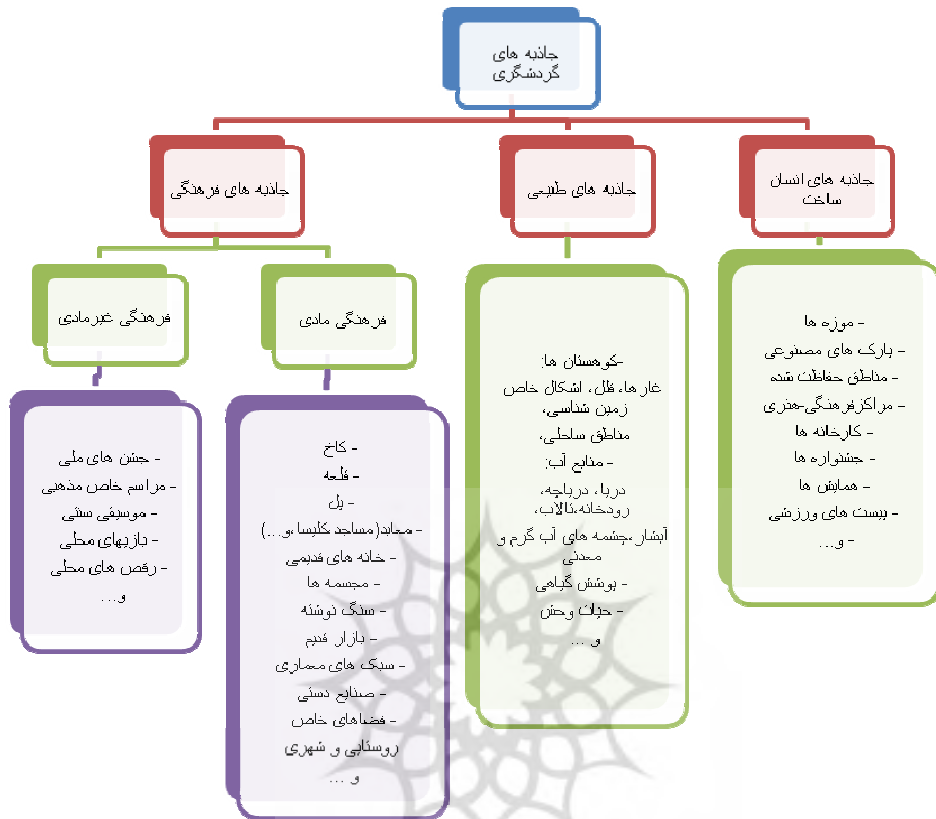 جاذبه های
گردشگری
جاذبه های انسان
ساخت
جاذبه های طبیعی
جاذبه های فرهنگی
- موزه ها
- پارک های مصنوعی
- مناطق حفاظت شده
- مراکزفرهنگی-هنری
- کارخانه ها
- جشنواره ها
- همایش ها
- پیست های ورزشی
- و...
-کوهستان ها:
غارها، قلل، اشکال خاص
زمین شناسی،
مناطق ساحلی،
- منابع آب:
دریا، دریاچه،
رودخانه،تالاب،
آبشار،چشمه های آب گرم و
معدنی
- پوشش گیاهی
- حیات وحش
و ...
فرهنگی مادی
- کاخ
- قلعه
- پل
- معابد(مساجد،کلیسا،و...)
- خانه های قدیمی
- مجسمه ها
- سنگ نوشته
- بازار قدیم
- سبک های معماری
- صنایع دستی
- فضاهای خاص
روستایی و شهری
و ...
فرهنگی غیرمادی
- جشن های ملی
- مراسم خاص مذهبی
- موسیقی سنتی
- بازیهای محلی
- رقص های محلی
و...